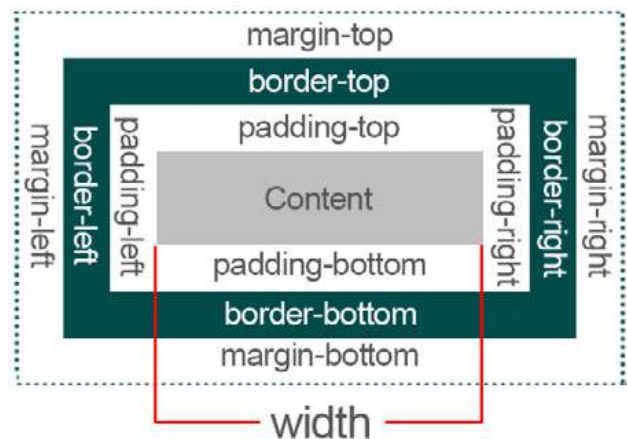 margin-top
border-top
padding-top
margin-left
border-left
padding-left
Content
padding-right
border-right
margin-right
padding-bottom
border-bottom
margin-bottom
width